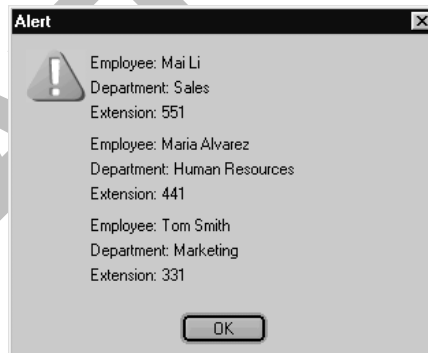 Alert
Employee: Mai Li
Department: Sales
Extension: 551
Employee: Maria Alvarez
Department: Human Resources
Extension: 441
Employee: Tom Smith
Department: Marketing
Extension: 331
OK